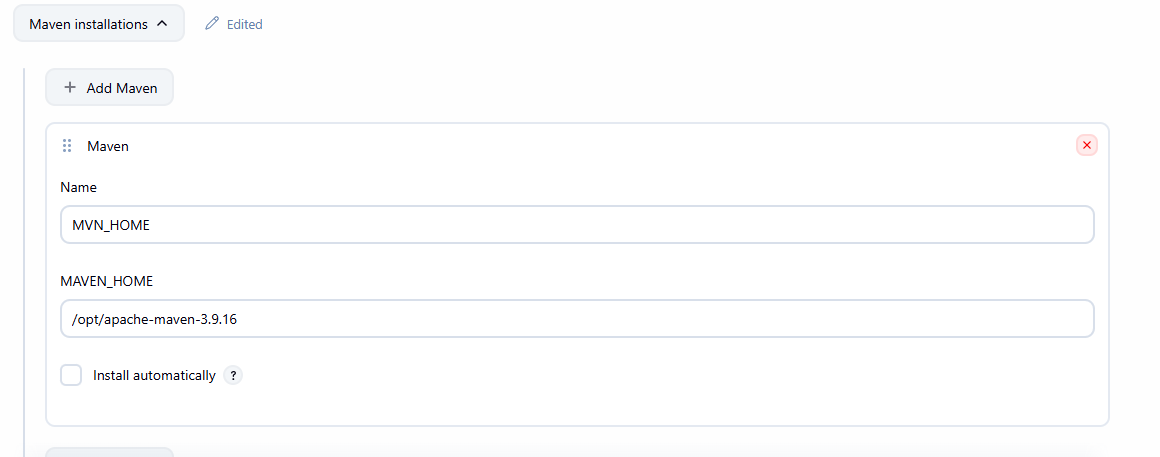 Maven installations
Edited
Add Maven
Maven
Name
MVN_HOME
MAVEN_HOME
/opt/apache-maven-3.9.16
Install automatically ?